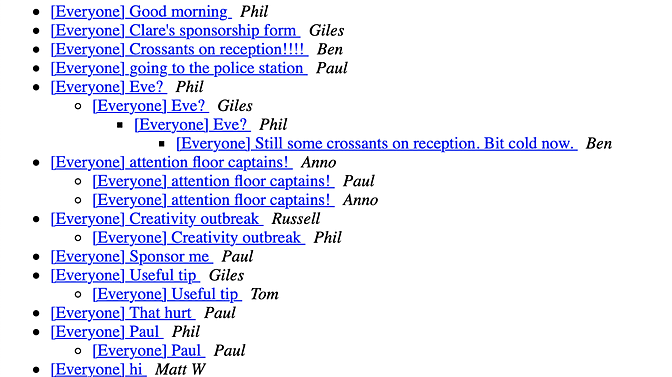 [Everyone] Good morning Phil
[Everyone] Clare's sponsorship form Giles
[Everyone] Crossants on reception!!!! Ben
[Everyone] going to the police station Paul
[Everyone] Eve? Phil
[Everyone] Eve? Giles
[Everyone] Eve? Phil
[Everyone] Still some crossants on reception. Bit cold now. Ben
[Everyone] attention floor captains! Anno
[Everyone] attention floor captains! Paul
[Everyone] attention floor captains! Anno
[Everyone] Creativity outbreak Russell
[Everyone] Creativity outbreak Phil
[Everyone] Sponsor me Paul
[Everyone] Useful tip Giles
[Everyone] Useful tip Tom
[Everyone] That hurt Paul
[Everyone] Paul Phil
[Everyone] Paul Paul
[Everyone] hi Matt W